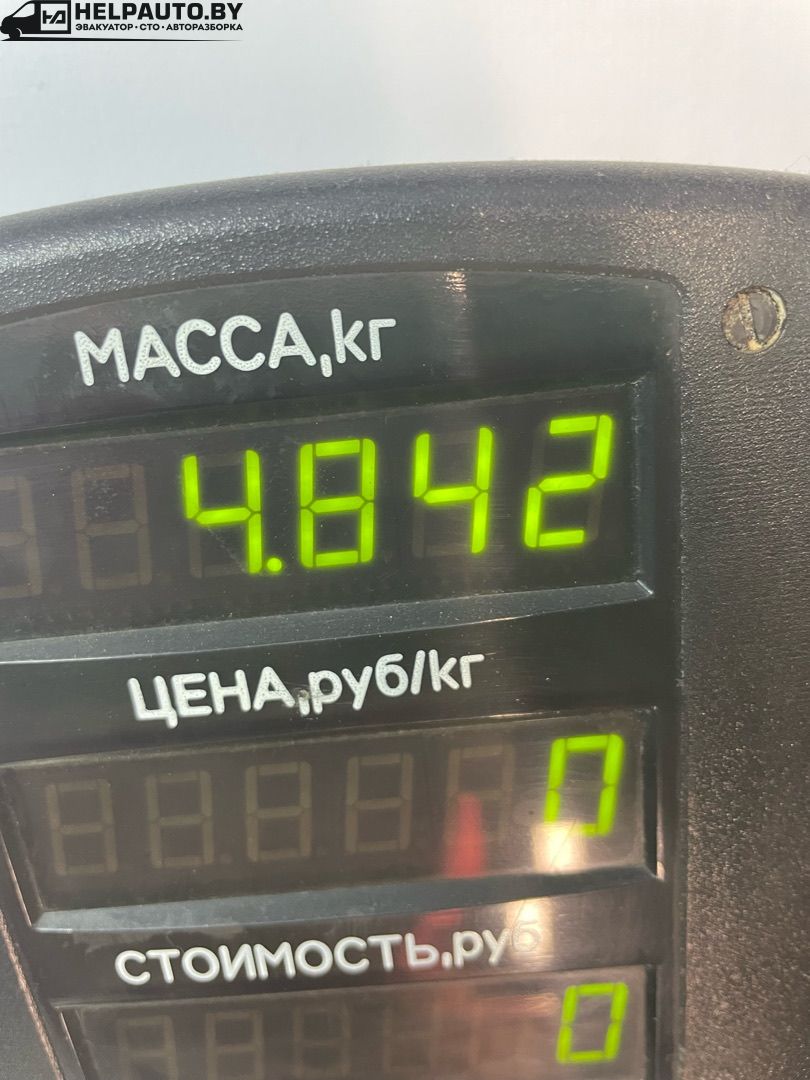 HELPAUTO.BY
ЭВАКУАТОР • СТО • АВТОРАЗБОРКА
МАССА,кг
4.842
ЦЕНА,руб/кг
0
СТОИМОСТЬ,руб
0